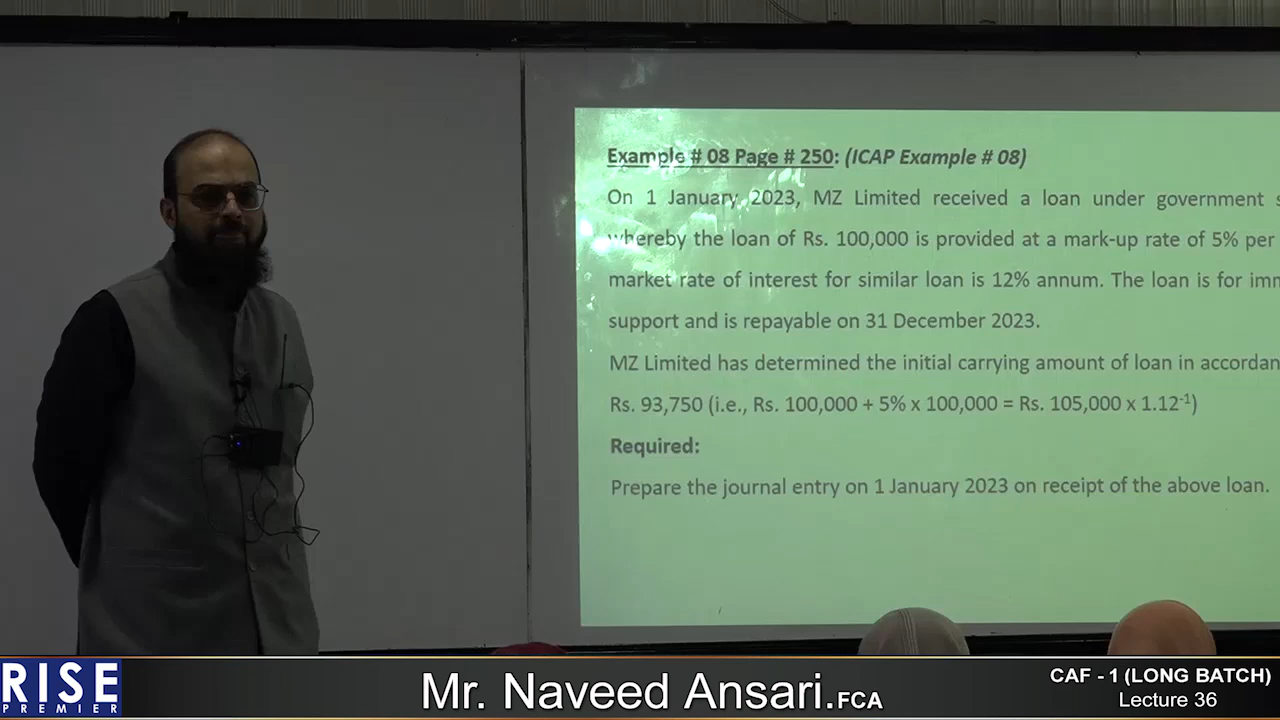 Example # 08 Page # 250: (ICAP Example # 08)
On 1 January 2023, MZ Limited received a loan under government
whereby the loan of Rs. 100,000 is provided at a mark-up rate of 5% per
market rate of interest for similar loan is 12% annum. The loan is for
support and is repayable on 31 December 2023.
MZ Limited has determined the initial carrying amount of loan in
Rs. 93,750 (i.e., Rs. 100,000 + 5% x 100,000 = Rs. 105,000 x 1.12⁻¹)
Required:
Prepare the journal entry on 1 January 2023 on receipt of the above loan.
RISE
PREMIER
Mr. Naveed Ansari.FCA
CAF - 1 (LONG BATCH)
Lecture 36